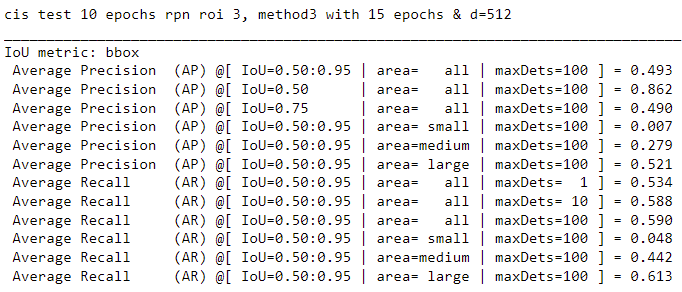 cis test 10 epochs rpn roi 3, method3 with 15 epochs & d=512
IoU metric: bbox
Average Precision  (AP) @[ IoU=0.50:0.95 | area=   all | maxDets=100 ] = 0.493
Average Precision  (AP) @[ IoU=0.50      | area=   all | maxDets=100 ] = 0.862
Average Precision  (AP) @[ IoU=0.75      | area=   all | maxDets=100 ] = 0.490
Average Precision  (AP) @[ IoU=0.50:0.95 | area= small | maxDets=100 ] = 0.007
Average Precision  (AP) @[ IoU=0.50:0.95 | area=medium | maxDets=100 ] = 0.279
Average Precision  (AP) @[ IoU=0.50:0.95 | area= large | maxDets=100 ] = 0.521
Average Recall     (AR) @[ IoU=0.50:0.95 | area=   all | maxDets=  1 ] = 0.534
Average Recall     (AR) @[ IoU=0.50:0.95 | area=   all | maxDets= 10 ] = 0.588
Average Recall     (AR) @[ IoU=0.50:0.95 | area=   all | maxDets=100 ] = 0.590
Average Recall     (AR) @[ IoU=0.50:0.95 | area= small | maxDets=100 ] = 0.048
Average Recall     (AR) @[ IoU=0.50:0.95 | area=medium | maxDets=100 ] = 0.442
Average Recall     (AR) @[ IoU=0.50:0.95 | area= large | maxDets=100 ] = 0.613